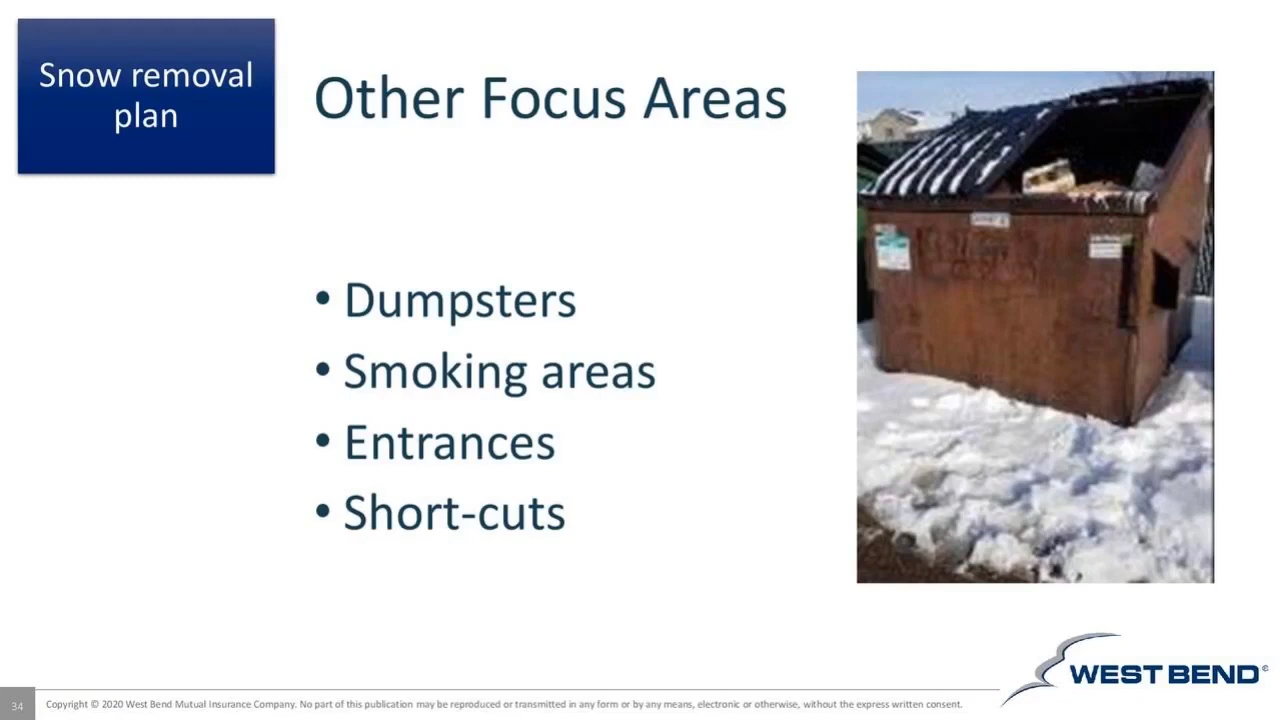 Snow removal
plan
Other Focus Areas
• Dumpsters
• Smoking areas
• Entrances
• Short-cuts
WEST BEND®
34
Copyright © 2020 West Bend Mutual Insurance Company. No part of this publication may be reproduced or transmitted in any form or by any means, electronic or otherwise, without the express written consent.